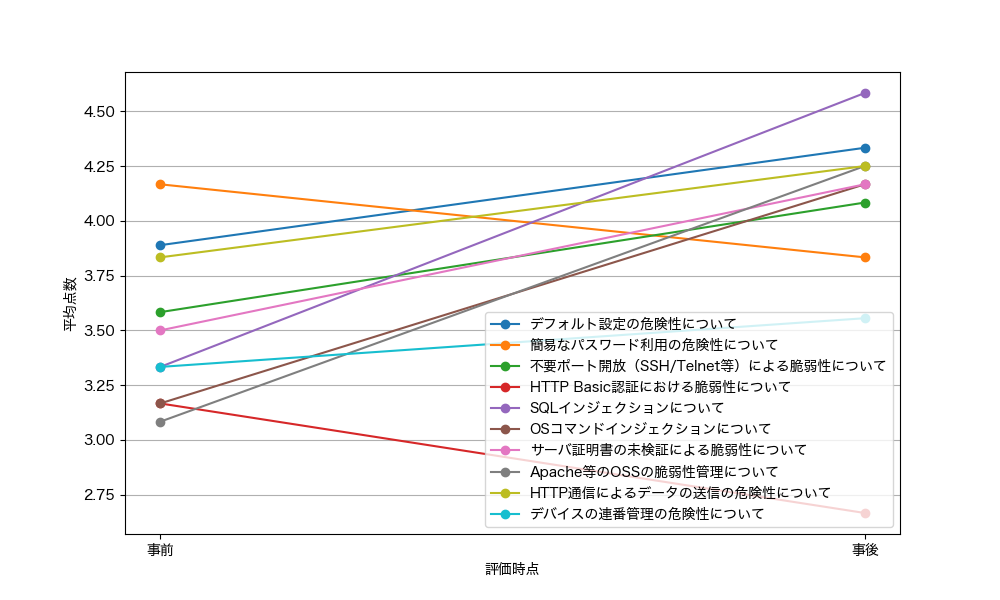 4.50
4.25
4.00
3.75
3.50
3.25
3.00
2.75
平均点数
デフォルト設定の危険性について
簡易なパスワード利用の危険性について
不要ポート開放（SSH/Telnet等）による脆弱性について
HTTP Basic認証における脆弱性について
SQLインジェクションについて
OSコマンドインジェクションについて
サーバ証明書の未検証による脆弱性について
Apache等のOSSの脆弱性管理について
HTTP通信によるデータの送信の危険性について
デバイスの連番管理の危険性について
事前
事後
評価時点